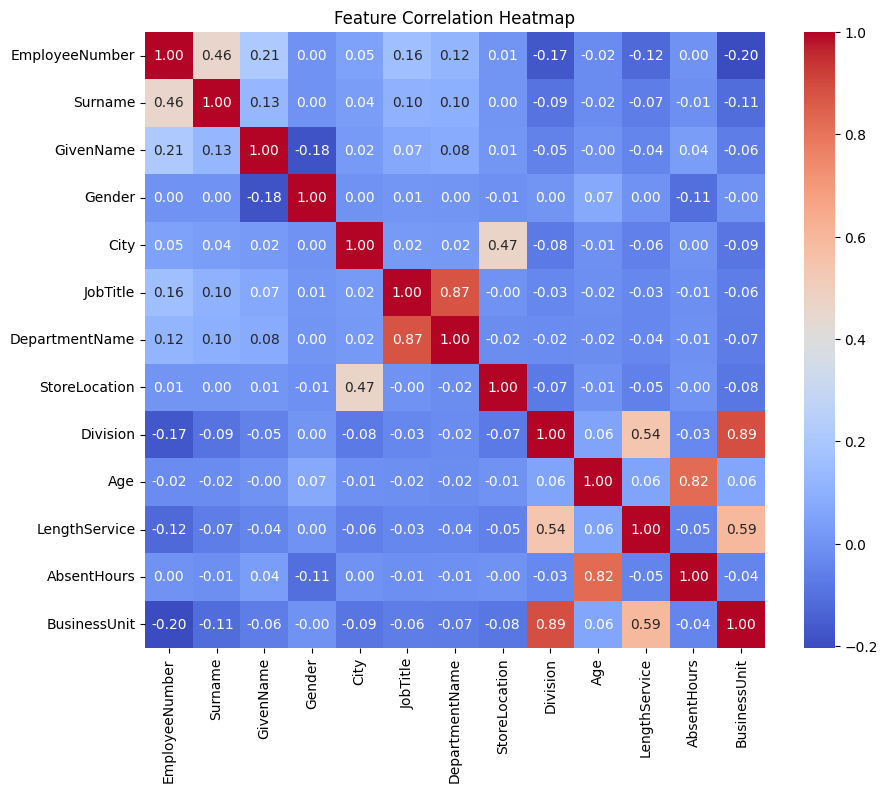 Feature Correlation Heatmap
EmployeeNumber 1.00 0.46 0.21 0.00 0.05 0.16 0.12 0.01 -0.17 -0.02 -0.12 0.00 -0.20
Surname 0.46 1.00 0.13 0.00 0.04 0.10 0.10 0.00 -0.09 -0.02 -0.07 -0.01 -0.11
GivenName 0.21 0.13 1.00 -0.18 0.02 0.07 0.08 0.01 -0.05 -0.00 -0.04 0.04 -0.06
Gender 0.00 0.00 -0.18 1.00 0.00 0.01 0.00 -0.01 0.00 0.07 0.00 -0.11 -0.00
City 0.05 0.04 0.02 0.00 1.00 0.02 0.02 0.47 -0.08 -0.01 -0.06 0.00 -0.09
JobTitle 0.16 0.10 0.07 0.01 0.02 1.00 0.87 -0.00 -0.03 -0.02 -0.03 -0.01 -0.06
DepartmentName 0.12 0.10 0.08 0.00 0.02 0.87 1.00 -0.02 -0.02 -0.02 -0.04 -0.01 -0.07
StoreLocation 0.01 0.00 0.01 -0.01 0.47 -0.00 -0.02 1.00 -0.07 -0.01 -0.05 -0.00 -0.08
Division -0.17 -0.09 -0.05 0.00 -0.08 -0.03 -0.02 -0.07 1.00 0.06 0.54 -0.03 0.89
Age -0.02 -0.02 -0.00 0.07 -0.01 -0.02 -0.02 -0.01 0.06 1.00 0.06 0.82 0.06
LengthService -0.12 -0.07 -0.04 0.00 -0.06 -0.03 -0.04 -0.05 0.54 0.06 1.00 -0.05 0.59
AbsentHours 0.00 -0.01 0.04 -0.11 0.00 -0.01 -0.01 -0.00 -0.03 0.82 -0.05 1.00 -0.04
BusinessUnit -0.20 -0.11 -0.06 -0.00 -0.09 -0.06 -0.07 -0.08 0.89 0.06 0.59 -0.04 1.00
EmployeeNumber
Surname
GivenName
Gender
City
JobTitle
DepartmentName
StoreLocation
Division
Age
LengthService
AbsentHours
BusinessUnit
1.0
0.8
0.6
0.4
0.2
0.0
−0.2